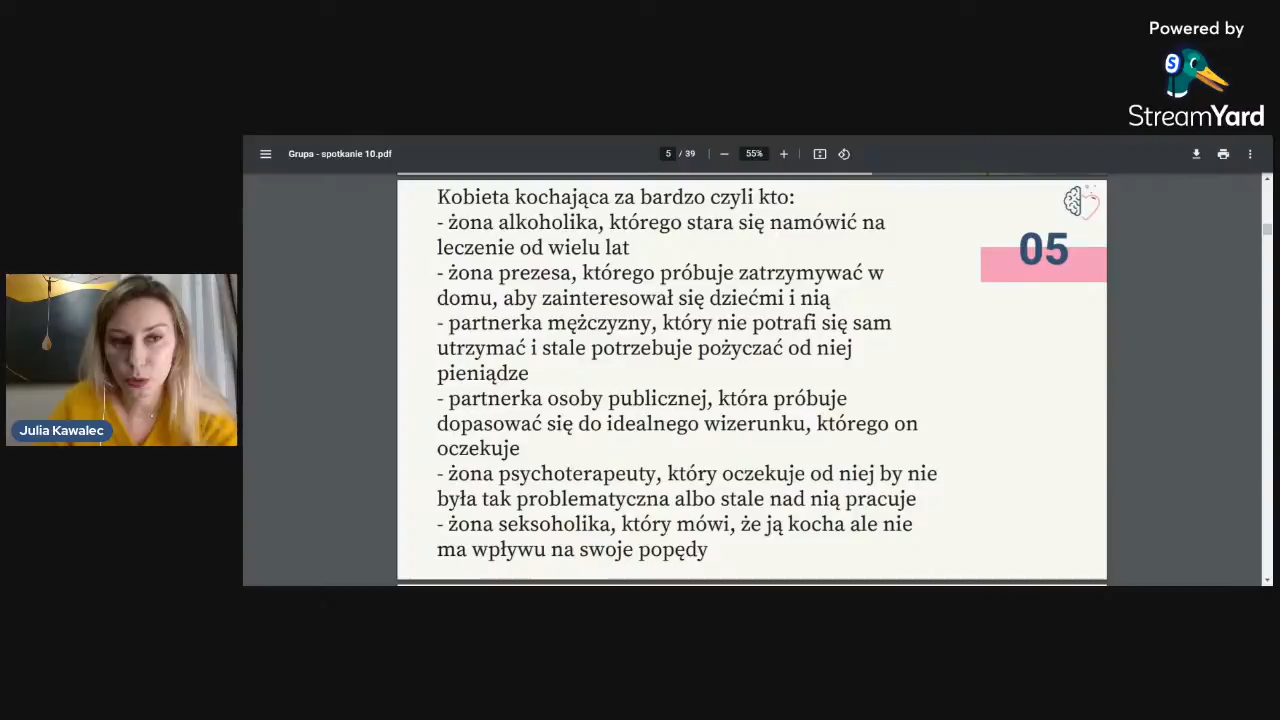 Powered by
S
StreamYard
Grupa - spotkanie 10.pdf
5 / 39
55%
Kobieta kochająca za bardzo czyli kto:
- żona alkoholika, którego stara się namówić na
leczenie od wielu lat
- żona prezesa, którego próbuje zatrzymywać w
domu, aby zainteresował się dziećmi i nią
- partnerka mężczyzny, który nie potrafi się sam
utrzymać i stale potrzebuje pożyczać od niej
pieniądze
- partnerka osoby publicznej, która próbuje
dopasować się do idealnego wizerunku, którego on
oczekuje
- żona psychoterapeuty, który oczekuje od niej by nie
była tak problematyczna albo stale nad nią pracuje
- żona seksoholika, który mówi, że ją kocha ale nie
ma wpływu na swoje popędy
05
Julia Kawalec